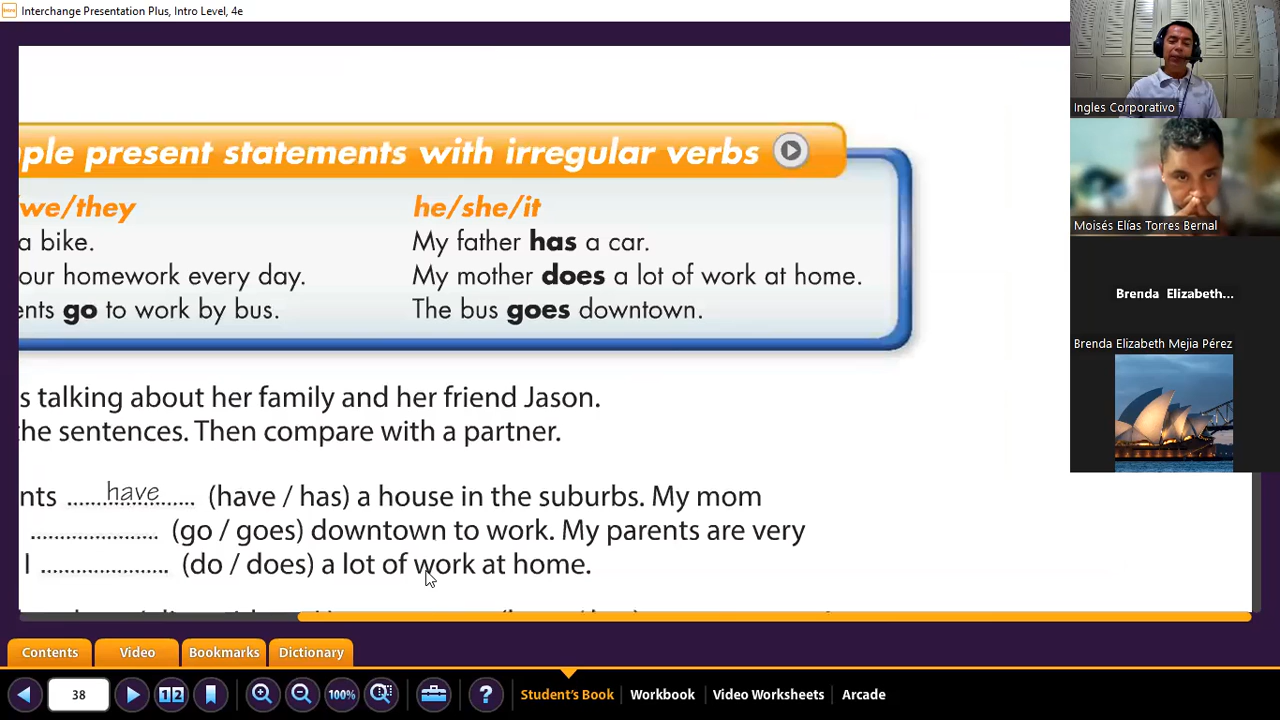 Interchange Presentation Plus, Intro Level, 4e
ple present statements with irregular verbs
/we/they he/she/it
a bike. My father has a car.
our homework every day. My mother does a lot of work at home.
ents go to work by bus. The bus goes downtown.
s talking about her family and her friend Jason.
the sentences. Then compare with a partner.
nts ......have...... (have / has) a house in the suburbs. My mom
...................... (go / goes) downtown to work. My parents are very
I ...................... (do / does) a lot of work at home.
Ingles Corporativo
Moisés Elías Torres Bernal
Brenda Elizabeth...
Brenda Elizabeth Mejia Pérez
Contents Video Bookmarks Dictionary
38 1 2 100% ? Student's Book Workbook Video Worksheets Arcade